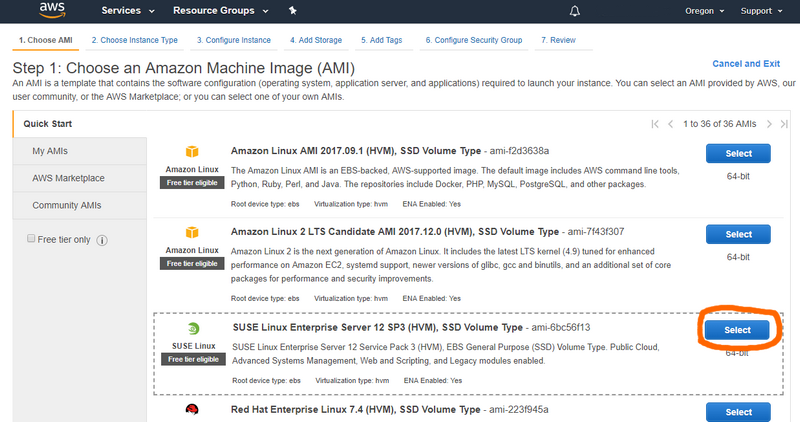 aws
Services
Resource Groups
Oregon
Support
1. Choose AMI
2. Choose Instance Type
3. Configure Instance
4. Add Storage
5. Add Tags
6. Configure Security Group
7. Review
Step 1: Choose an Amazon Machine Image (AMI)
Cancel and Exit
An AMI is a template that contains the software configuration (operating system, application server, and applications) required to launch your instance. You can select an AMI provided by AWS, our
user community, or the AWS Marketplace; or you can select one of your own AMIs.
Quick Start
My AMIs
AWS Marketplace
Community AMIs
Free tier only
1 to 36 of 36 AMIs
Amazon Linux
Free tier eligible
Amazon Linux AMI 2017.09.1 (HVM), SSD Volume Type - ami-f2d3638a
The Amazon Linux AMI is an EBS-backed, AWS-supported image. The default image includes AWS command line tools,
Python, Ruby, Perl, and Java. The repositories include Docker, PHP, MySQL, PostgreSQL, and other packages.
Root device type: ebs Virtualization type: hvm ENA Enabled: Yes
Select
64-bit
Amazon Linux
Free tier eligible
Amazon Linux 2 LTS Candidate AMI 2017.12.0 (HVM), SSD Volume Type - ami-7f43f307
Amazon Linux 2 is the next generation of Amazon Linux. It includes the latest LTS kernel (4.9) tuned for enhanced
performance on Amazon EC2, systemd support, newer versions of glibc, gcc and binutils, and an additional set of core
packages for performance and security improvements.
Root device type: ebs Virtualization type: hvm ENA Enabled: Yes
Select
64-bit
SUSE Linux
Free tier eligible
SUSE Linux Enterprise Server 12 SP3 (HVM), SSD Volume Type - ami-6bc56f13
SUSE Linux Enterprise Server 12 Service Pack 3 (HVM), EBS General Purpose (SSD) Volume Type. Public Cloud,
Advanced Systems Management, Web and Scripting, and Legacy modules enabled.
Root device type: ebs Virtualization type: hvm ENA Enabled: Yes
Select
64-bit
Red Hat Enterprise Linux 7.4 (HVM), SSD Volume Type - ami-223f945a
Select